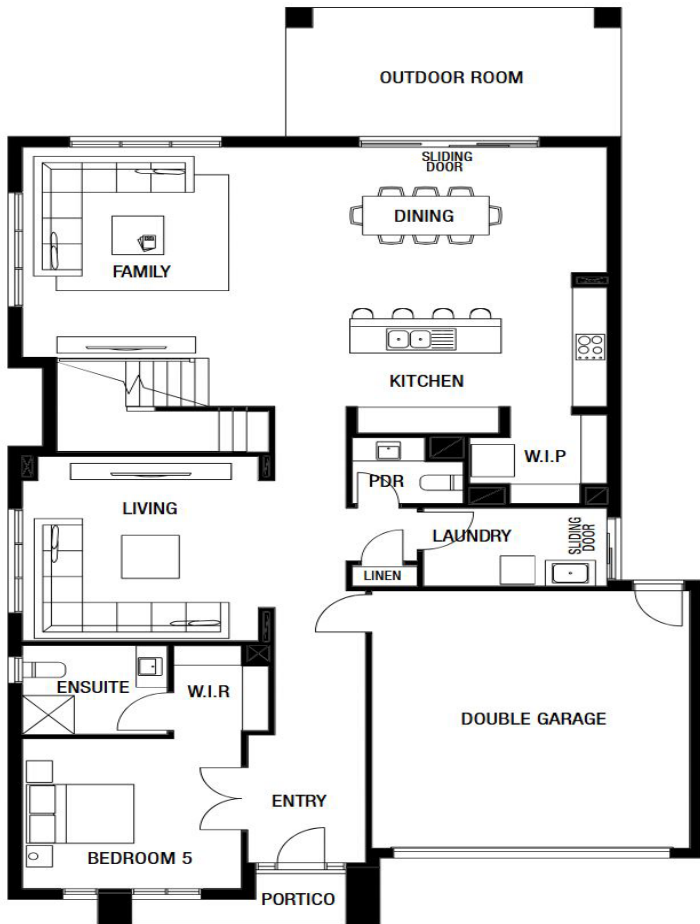 OUTDOOR ROOM
SLIDING
DOOR
DINING
FAMILY
KITCHEN
W.I.P
PDR
LIVING
LAUNDRY
SLIDING
DOOR
LINEN
ENSUITE
W.I.R
DOUBLE GARAGE
ENTRY
BEDROOM 5
PORTICO